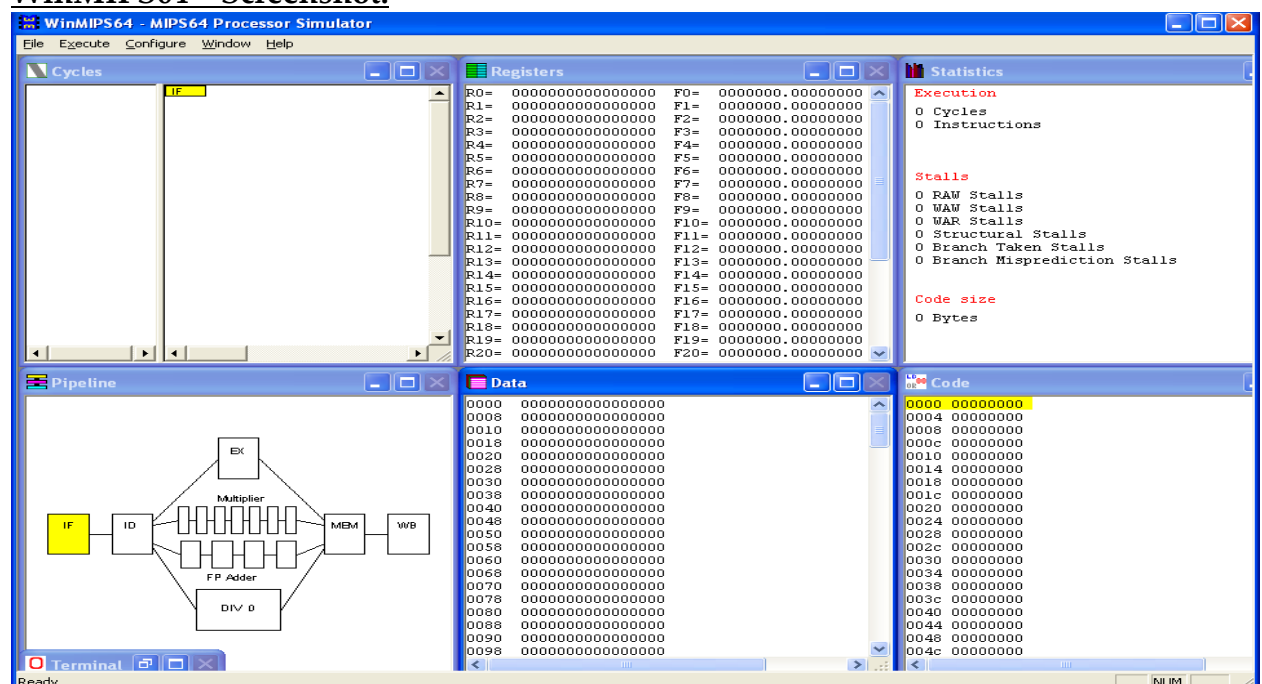 WinMIPS64 – Screenshot:
WinMIPS64 - MIPS64 Processor Simulator
File Execute Configure Window Help
Cycles
IF
Registers
R0= 0000000000000000 F0= 0000000.00000000
R1= 0000000000000000 F1= 0000000.00000000
R2= 0000000000000000 F2= 0000000.00000000
R3= 0000000000000000 F3= 0000000.00000000
R4= 0000000000000000 F4= 0000000.00000000
R5= 0000000000000000 F5= 0000000.00000000
R6= 0000000000000000 F6= 0000000.00000000
R7= 0000000000000000 F7= 0000000.00000000
R8= 0000000000000000 F8= 0000000.00000000
R9= 0000000000000000 F9= 0000000.00000000
R10= 0000000000000000 F10= 0000000.00000000
R11= 0000000000000000 F11= 0000000.00000000
R12= 0000000000000000 F12= 0000000.00000000
R13= 0000000000000000 F13= 0000000.00000000
R14= 0000000000000000 F14= 0000000.00000000
R15= 0000000000000000 F15= 0000000.00000000
R16= 0000000000000000 F16= 0000000.00000000
R17= 0000000000000000 F17= 0000000.00000000
R18= 0000000000000000 F18= 0000000.00000000
R19= 0000000000000000 F19= 0000000.00000000
R20= 0000000000000000 F20= 0000000.00000000
Statistics
Execution
0 Cycles
0 Instructions
Stalls
0 RAW Stalls
0 WAW Stalls
0 WAR Stalls
0 Structural Stalls
0 Branch Taken Stalls
0 Branch Misprediction Stalls
Code size
0 Bytes
Pipeline
EX
Multiplier
IF ID MEM WB
FP Adder
DIV 0
Terminal
Data
0000 0000000000000000
0008 0000000000000000
0010 0000000000000000
0018 0000000000000000
0020 0000000000000000
0028 0000000000000000
0030 0000000000000000
0038 0000000000000000
0040 0000000000000000
0048 0000000000000000
0050 0000000000000000
0058 0000000000000000
0060 0000000000000000
0068 0000000000000000
0070 0000000000000000
0078 0000000000000000
0080 0000000000000000
0088 0000000000000000
0090 0000000000000000
0098 0000000000000000
Code
0000 00000000
0004 00000000
0008 00000000
000c 00000000
0010 00000000
0014 00000000
0018 00000000
001c 00000000
0020 00000000
0024 00000000
0028 00000000
002c 00000000
0030 00000000
0034 00000000
0038 00000000
003c 00000000
0040 00000000
0044 00000000
0048 00000000
004c 00000000
Ready
NUM